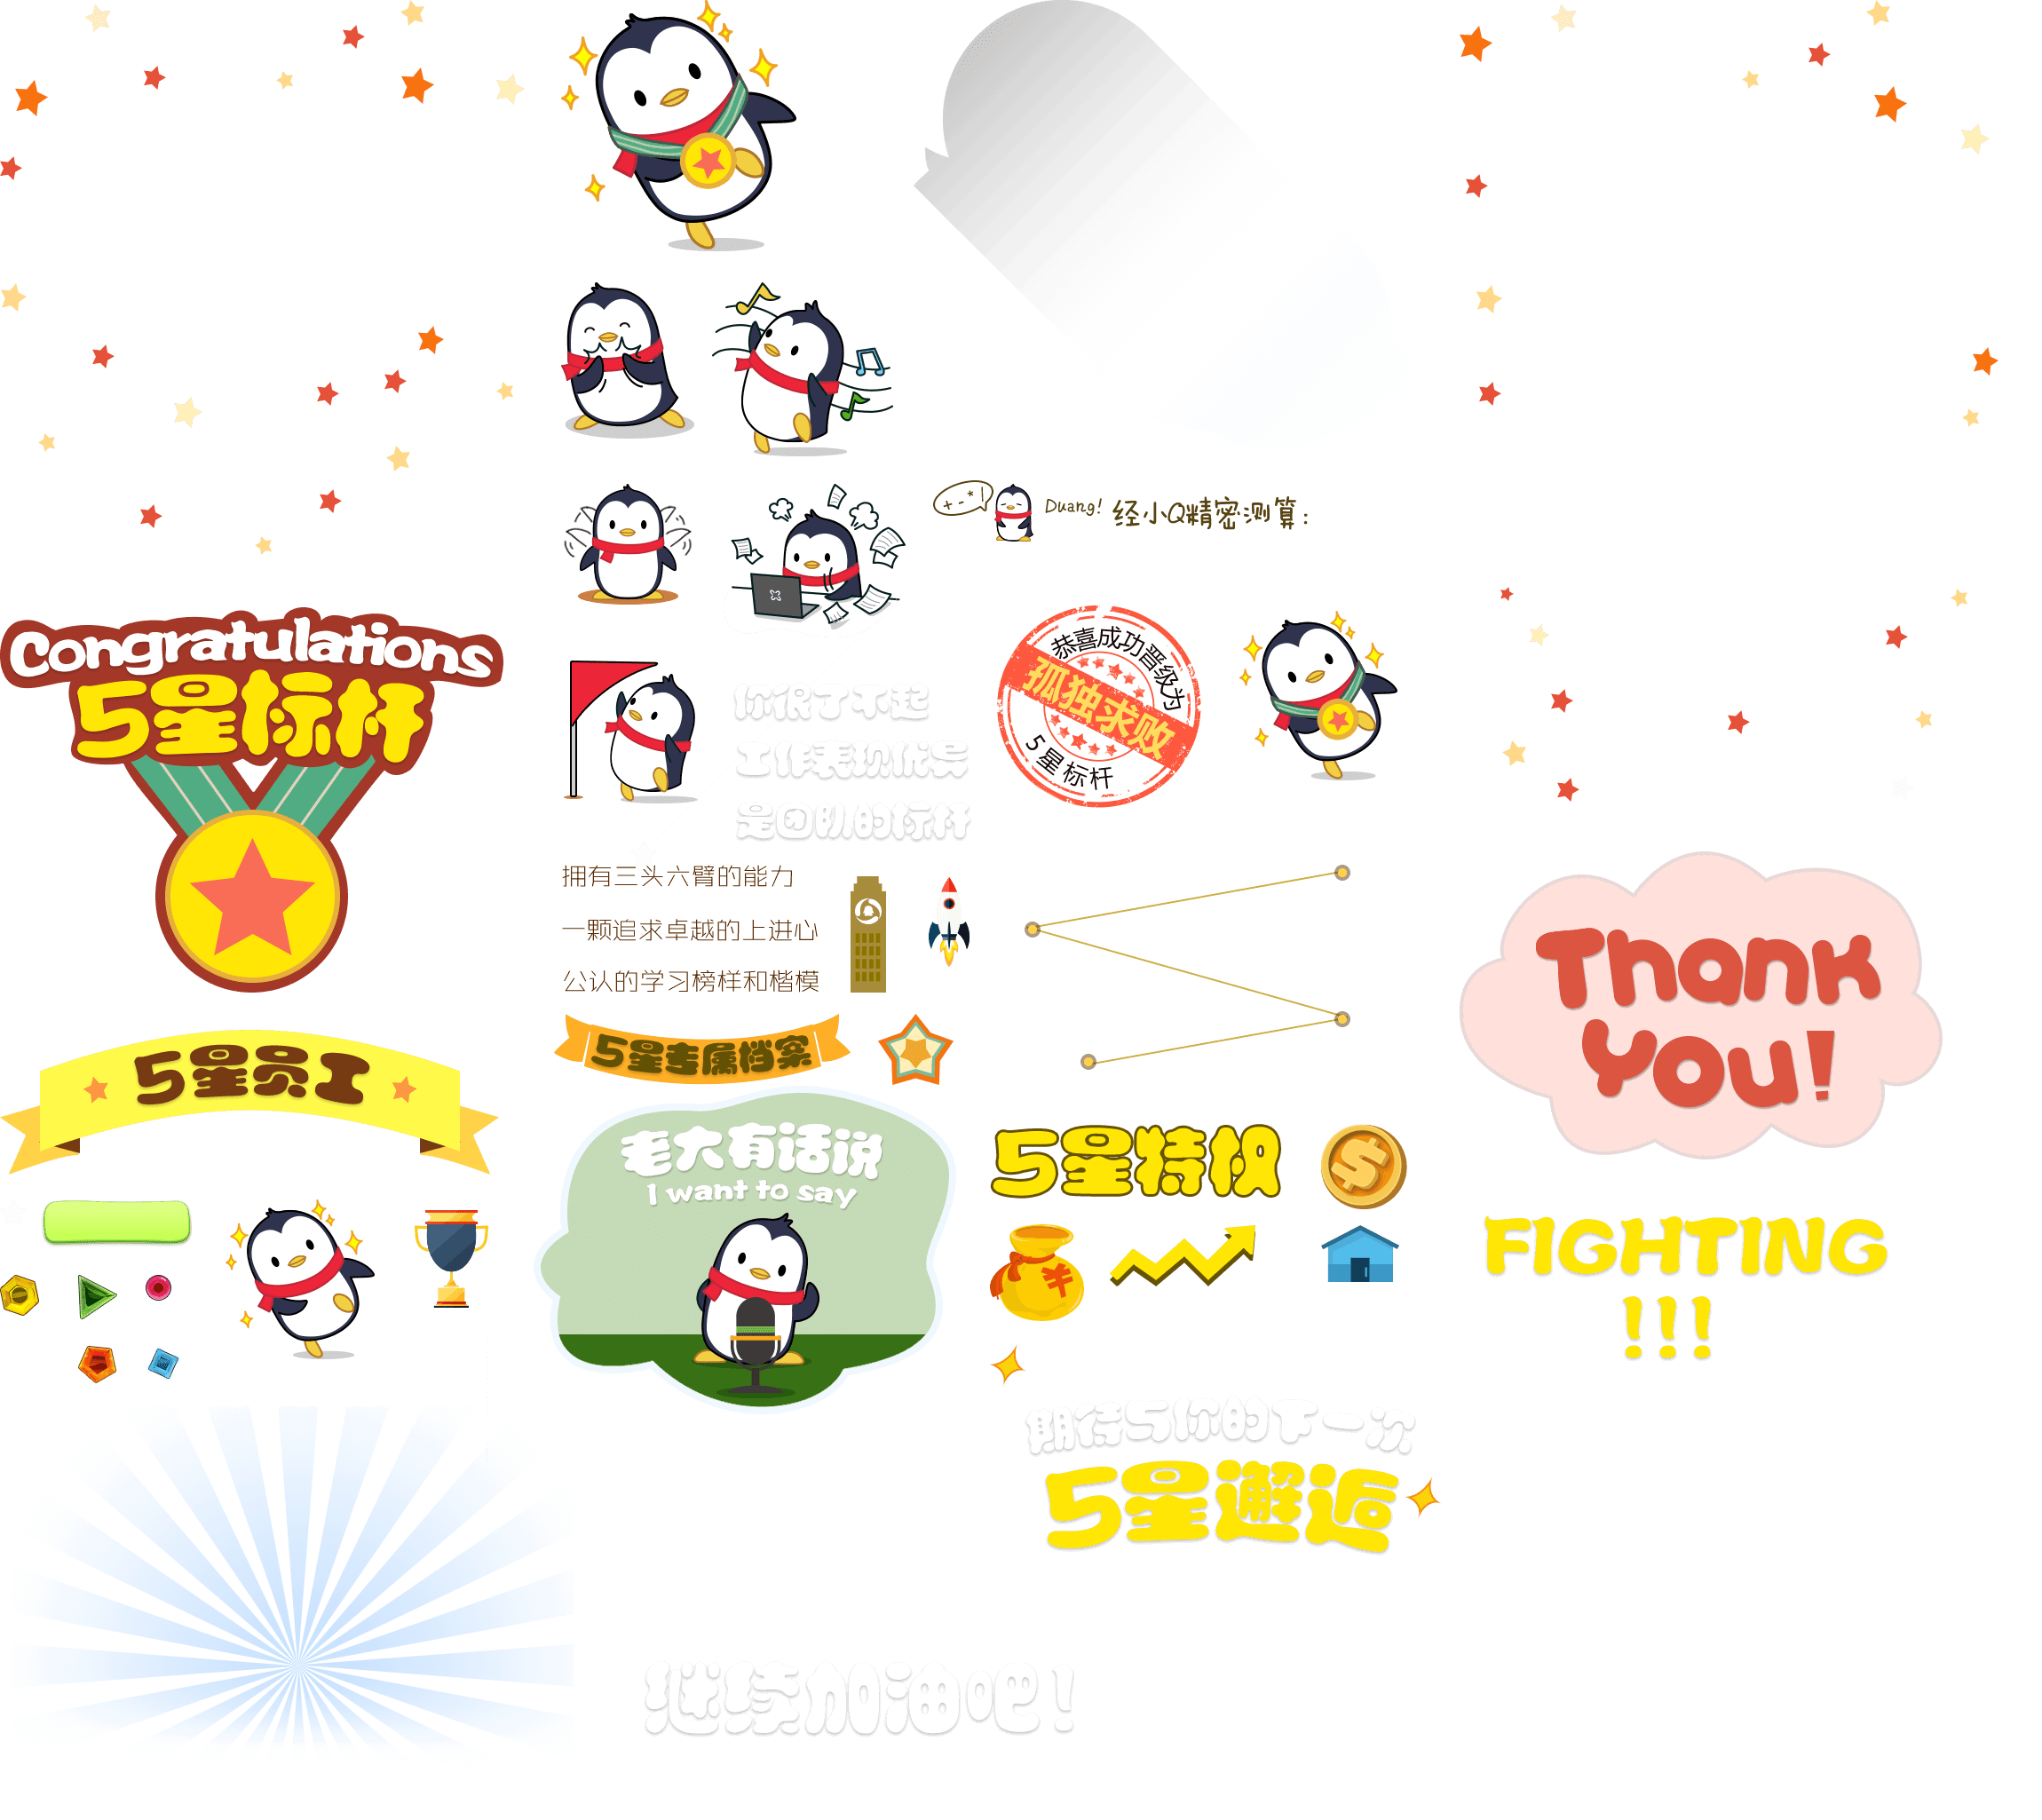 Congratulations
5星标杆
5星员工
+ - * |
Duang! 经小Q精密测算:
你很了不起
工作表现优异
是团队的标杆
恭喜成功晋级为
孤独求败
5星标杆
拥有三头六臂的能力
一颗追求卓越的上进心
公认的学习榜样和楷模
5星专属档案
老大有话说
I want to say
5星特权
$
¥
Thank
You!
FIGHTING
!!!
期待与你的下一次
5星邂逅
继续加油吧!